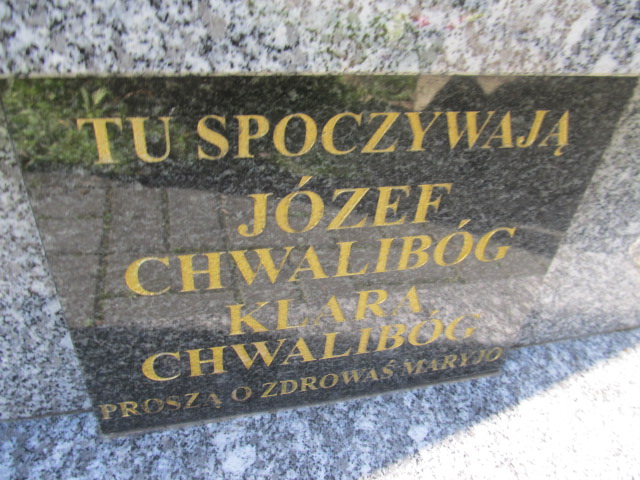 TU SPOCZYWAJĄ
JÓZEF
CHWALIBÓG
KLARA
CHWALIBÓG
PROSZĄ O ZDROWAŚ MARYJO